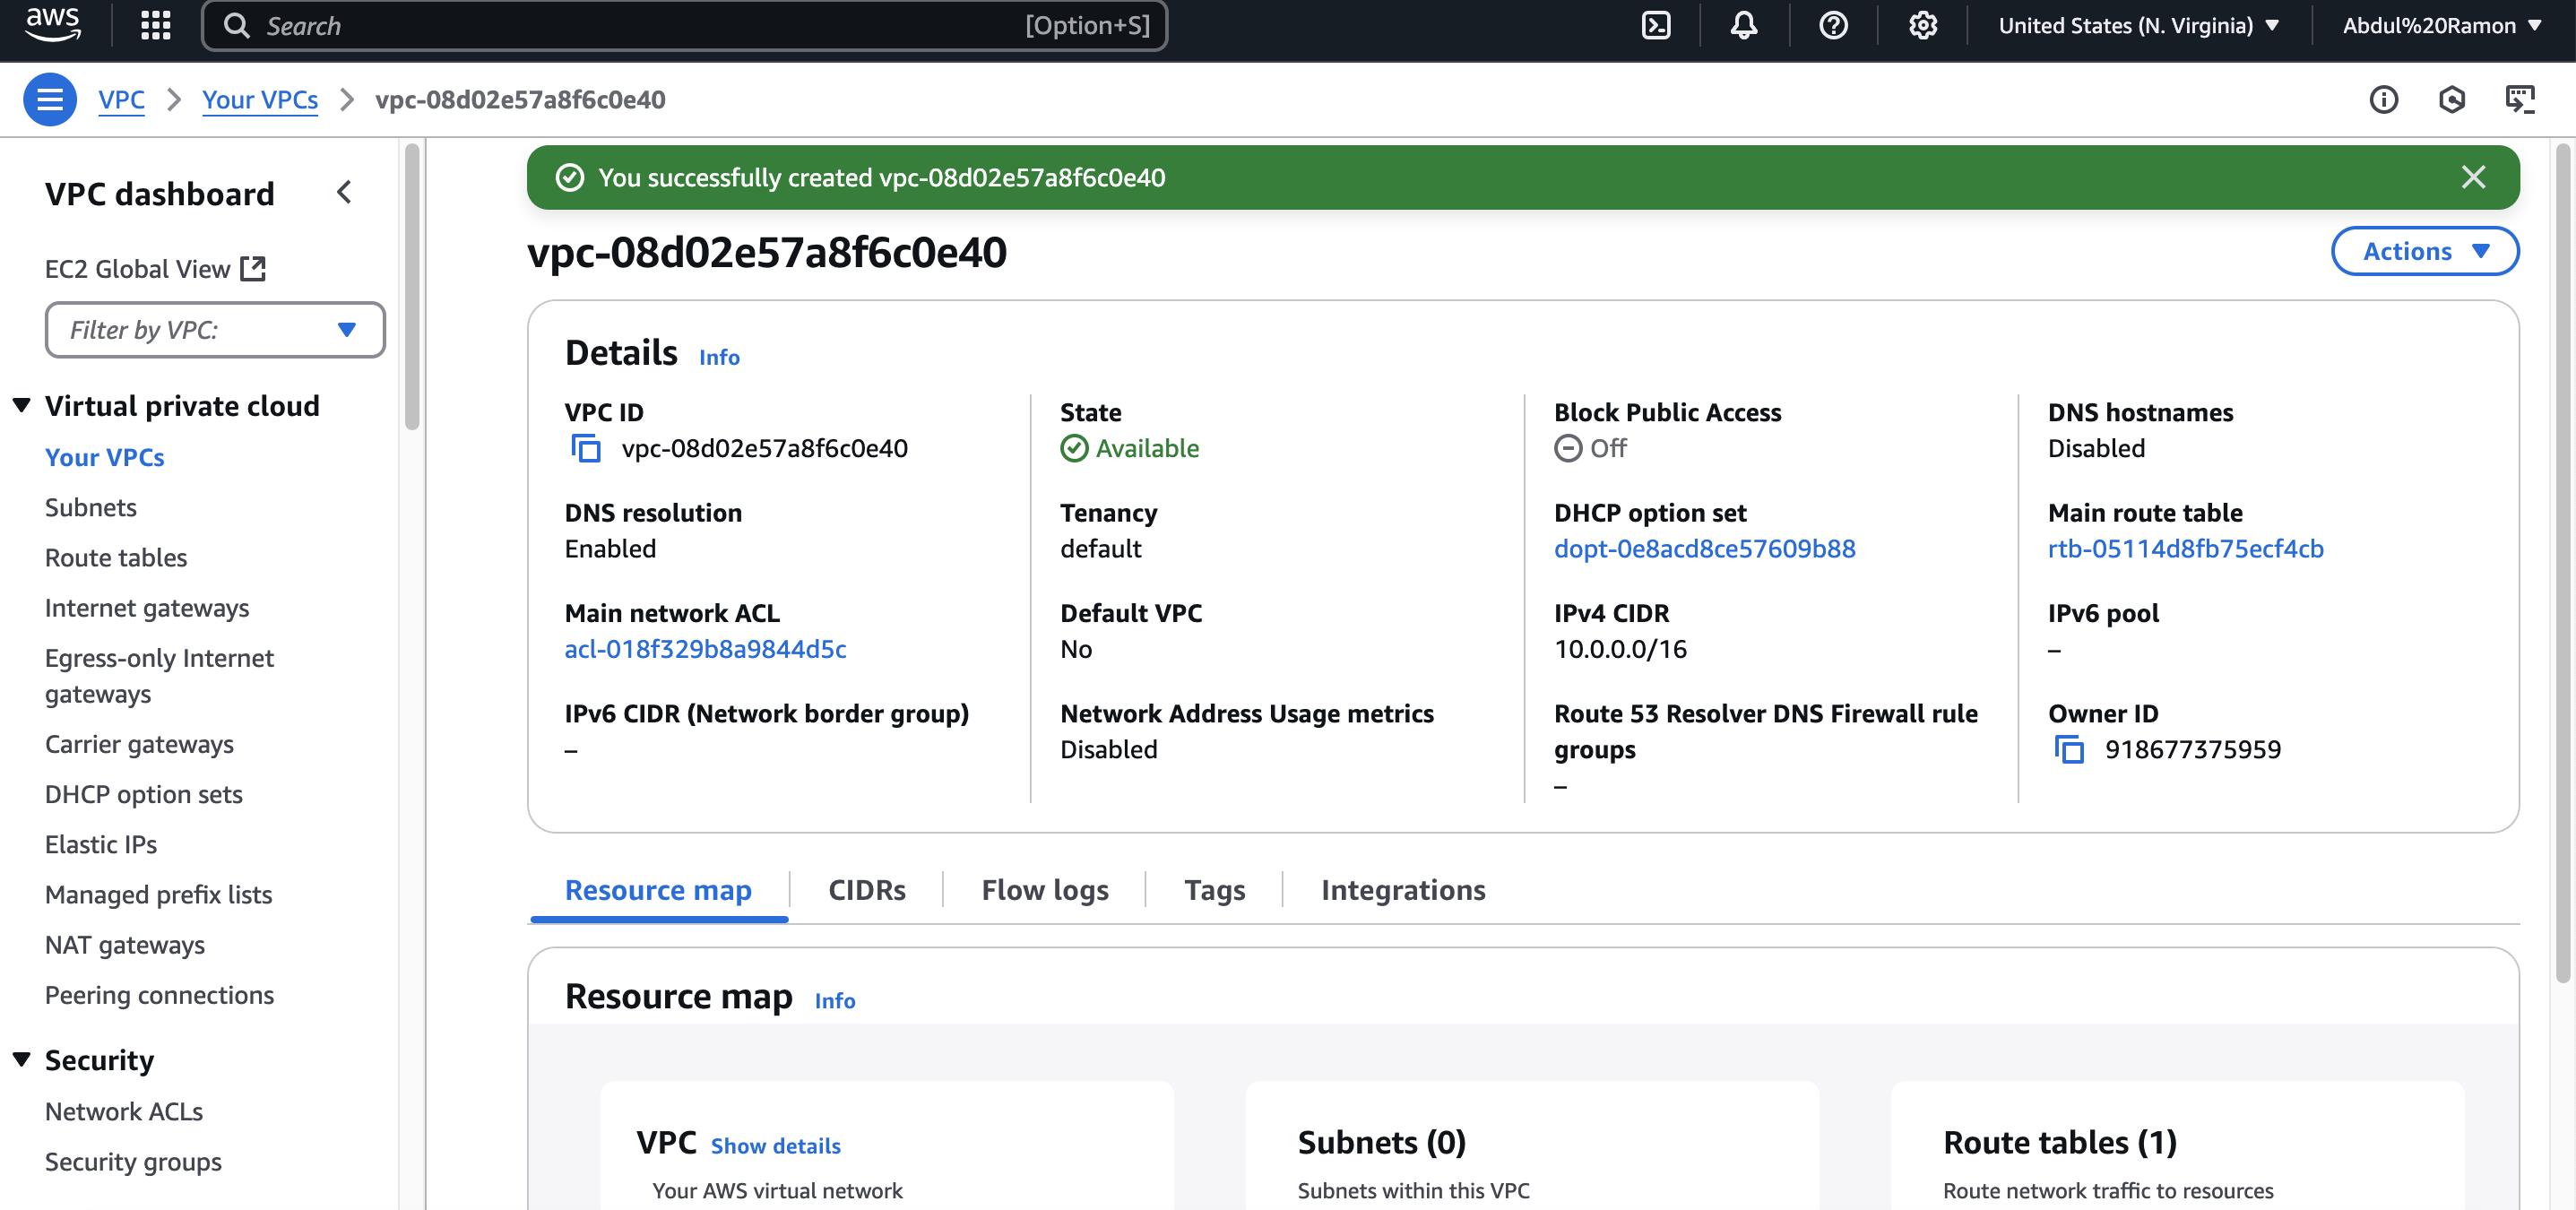 aws
Search
[Option+S]
United States (N. Virginia)
Abdul%20Ramon
VPC
Your VPCs
vpc-08d02e57a8f6c0e40
VPC dashboard
EC2 Global View
Filter by VPC:
Virtual private cloud
Your VPCs
Subnets
Route tables
Internet gateways
Egress-only Internet
gateways
Carrier gateways
DHCP option sets
Elastic IPs
Managed prefix lists
NAT gateways
Peering connections
Security
Network ACLs
Security groups
You successfully created vpc-08d02e57a8f6c0e40
vpc-08d02e57a8f6c0e40
Actions
Details Info
VPC ID
vpc-08d02e57a8f6c0e40
State
Available
Block Public Access
Off
DNS hostnames
Disabled
DNS resolution
Enabled
Tenancy
default
DHCP option set
dopt-0e8acd8ce57609b88
Main route table
rtb-05114d8fb75ecf4cb
Main network ACL
acl-018f329b8a9844d5c
Default VPC
No
IPv4 CIDR
10.0.0.0/16
IPv6 pool
–
IPv6 CIDR (Network border group)
–
Network Address Usage metrics
Disabled
Route 53 Resolver DNS Firewall rule
groups
–
Owner ID
918677375959
Resource map
CIDRs
Flow logs
Tags
Integrations
Resource map Info
VPC Show details
Your AWS virtual network
Subnets (0)
Subnets within this VPC
Route tables (1)
Route network traffic to resources